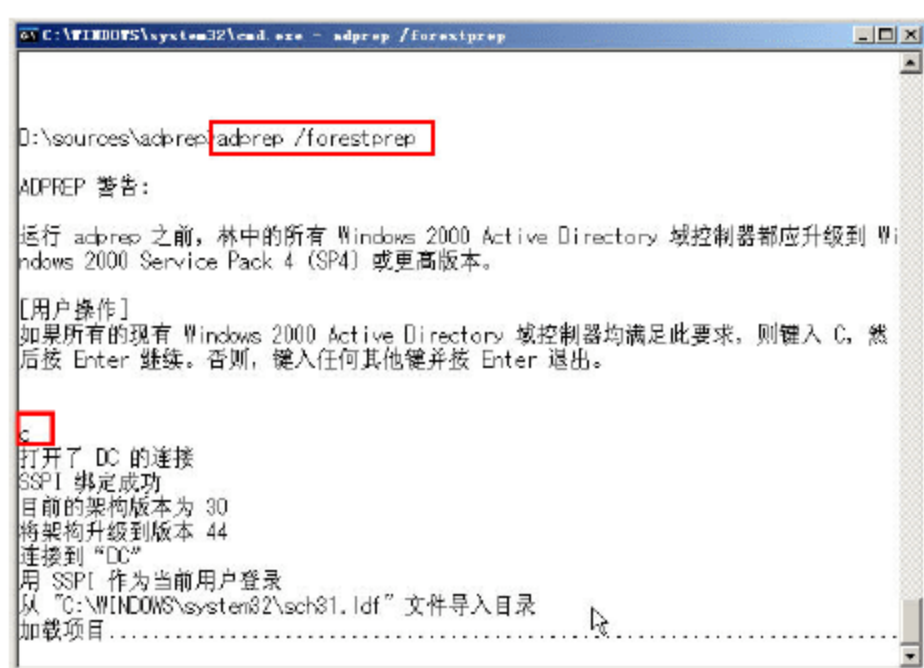 C:\WINDOWS\system32\cmd.exe - adprep /forestprep
D:\sources\adprep>adprep /forestprep
ADPREP 警告:
运行 adprep 之前，林中的所有 Windows 2000 Active Directory 域控制器都应升级到 Wi
ndows 2000 Service Pack 4 (SP4) 或更高版本。
[用户操作]
如果所有的现有 Windows 2000 Active Directory 域控制器均满足此要求，则键入 C，然
后按 Enter 继续。否则，键入任何其他键并按 Enter 退出。
c
打开了 DC 的连接
SSPI 绑定成功
目前的架构版本为 30
将架构升级到版本 44
连接到“DC”
用 SSPI 作为当前用户登录
从 "C:\WINDOWS\system32\sch31.ldf" 文件导入目录
加载项目..........................................................................